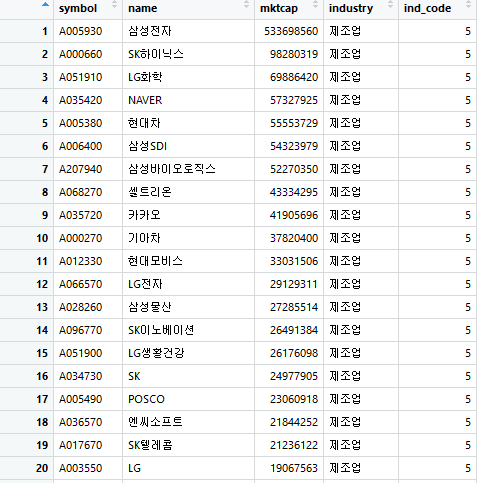 symbol name mktcap industry ind_code
1 A005930 삼성전자 533698560 제조업 5
2 A000660 SK하이닉스 98280319 제조업 5
3 A051910 LG화학 69886420 제조업 5
4 A035420 NAVER 57327925 제조업 5
5 A005380 현대차 55553729 제조업 5
6 A006400 삼성SDI 54323979 제조업 5
7 A207940 삼성바이오로직스 52270350 제조업 5
8 A068270 셀트리온 43334295 제조업 5
9 A035720 카카오 41905696 제조업 5
10 A000270 기아차 37820400 제조업 5
11 A012330 현대모비스 33031506 제조업 5
12 A066570 LG전자 29129311 제조업 5
13 A028260 삼성물산 27285514 제조업 5
14 A096770 SK이노베이션 26491384 제조업 5
15 A051900 LG생활건강 26176098 제조업 5
16 A034730 SK 24977905 제조업 5
17 A005490 POSCO 23060918 제조업 5
18 A036570 엔씨소프트 21844252 제조업 5
19 A017670 SK텔레콤 21236122 제조업 5
20 A003550 LG 19067563 제조업 5